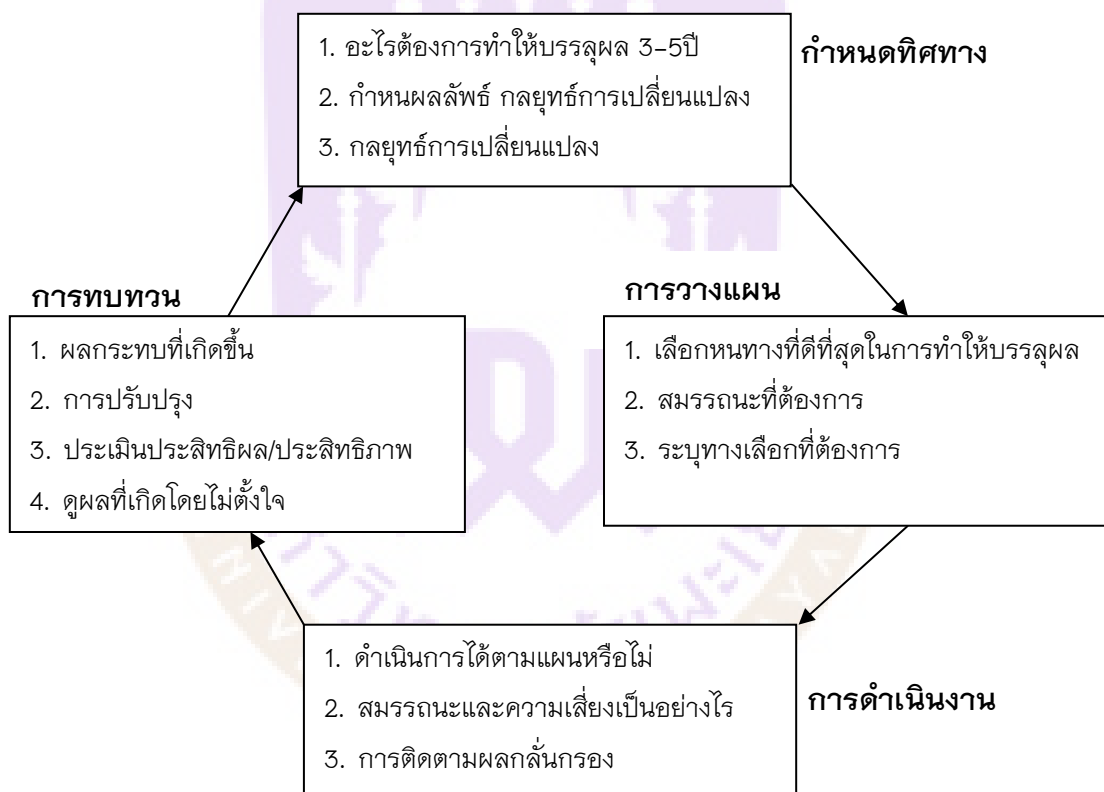 1. อะไรต้องการทำให้บรรลุผล 3-5ปี
2. กำหนผลลัพธ์ กลยุทธ์การเปลี่ยนแปลง
3. กลยุทธ์การเปลี่ยนแปลง
กำหนดทิศทาง
การวางแผน
1. เลือกหนทางที่ดีที่สุดในการทำให้บรรลุผล
2. สมรรถนะที่ต้องการ
3. ระบุทางเลือกที่ต้องการ
1. ดำเนินการได้ตามแผนหรือไม่
2. สมรรถนะและความเสี่ยงเป็นอย่างไร
3. การติดตามผลกลั่นกรอง
การดำเนินงาน
การทบทวน
1. ผลกระทบที่เกิดขึ้น
2. การปรับปรุง
3. ประเมินประสิทธิผล/ประสิทธิภาพ
4. ดูผลที่เกิดโดยไม่ตั้งใจ